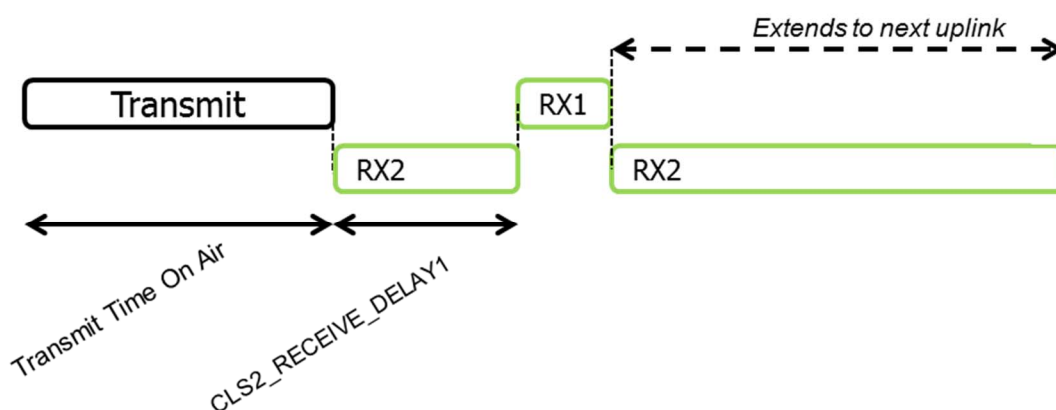 Extends to next uplink
Transmit
RX1
RX2
RX2
Transmit Time On Air
CLS2_RECEIVE_DELAY1